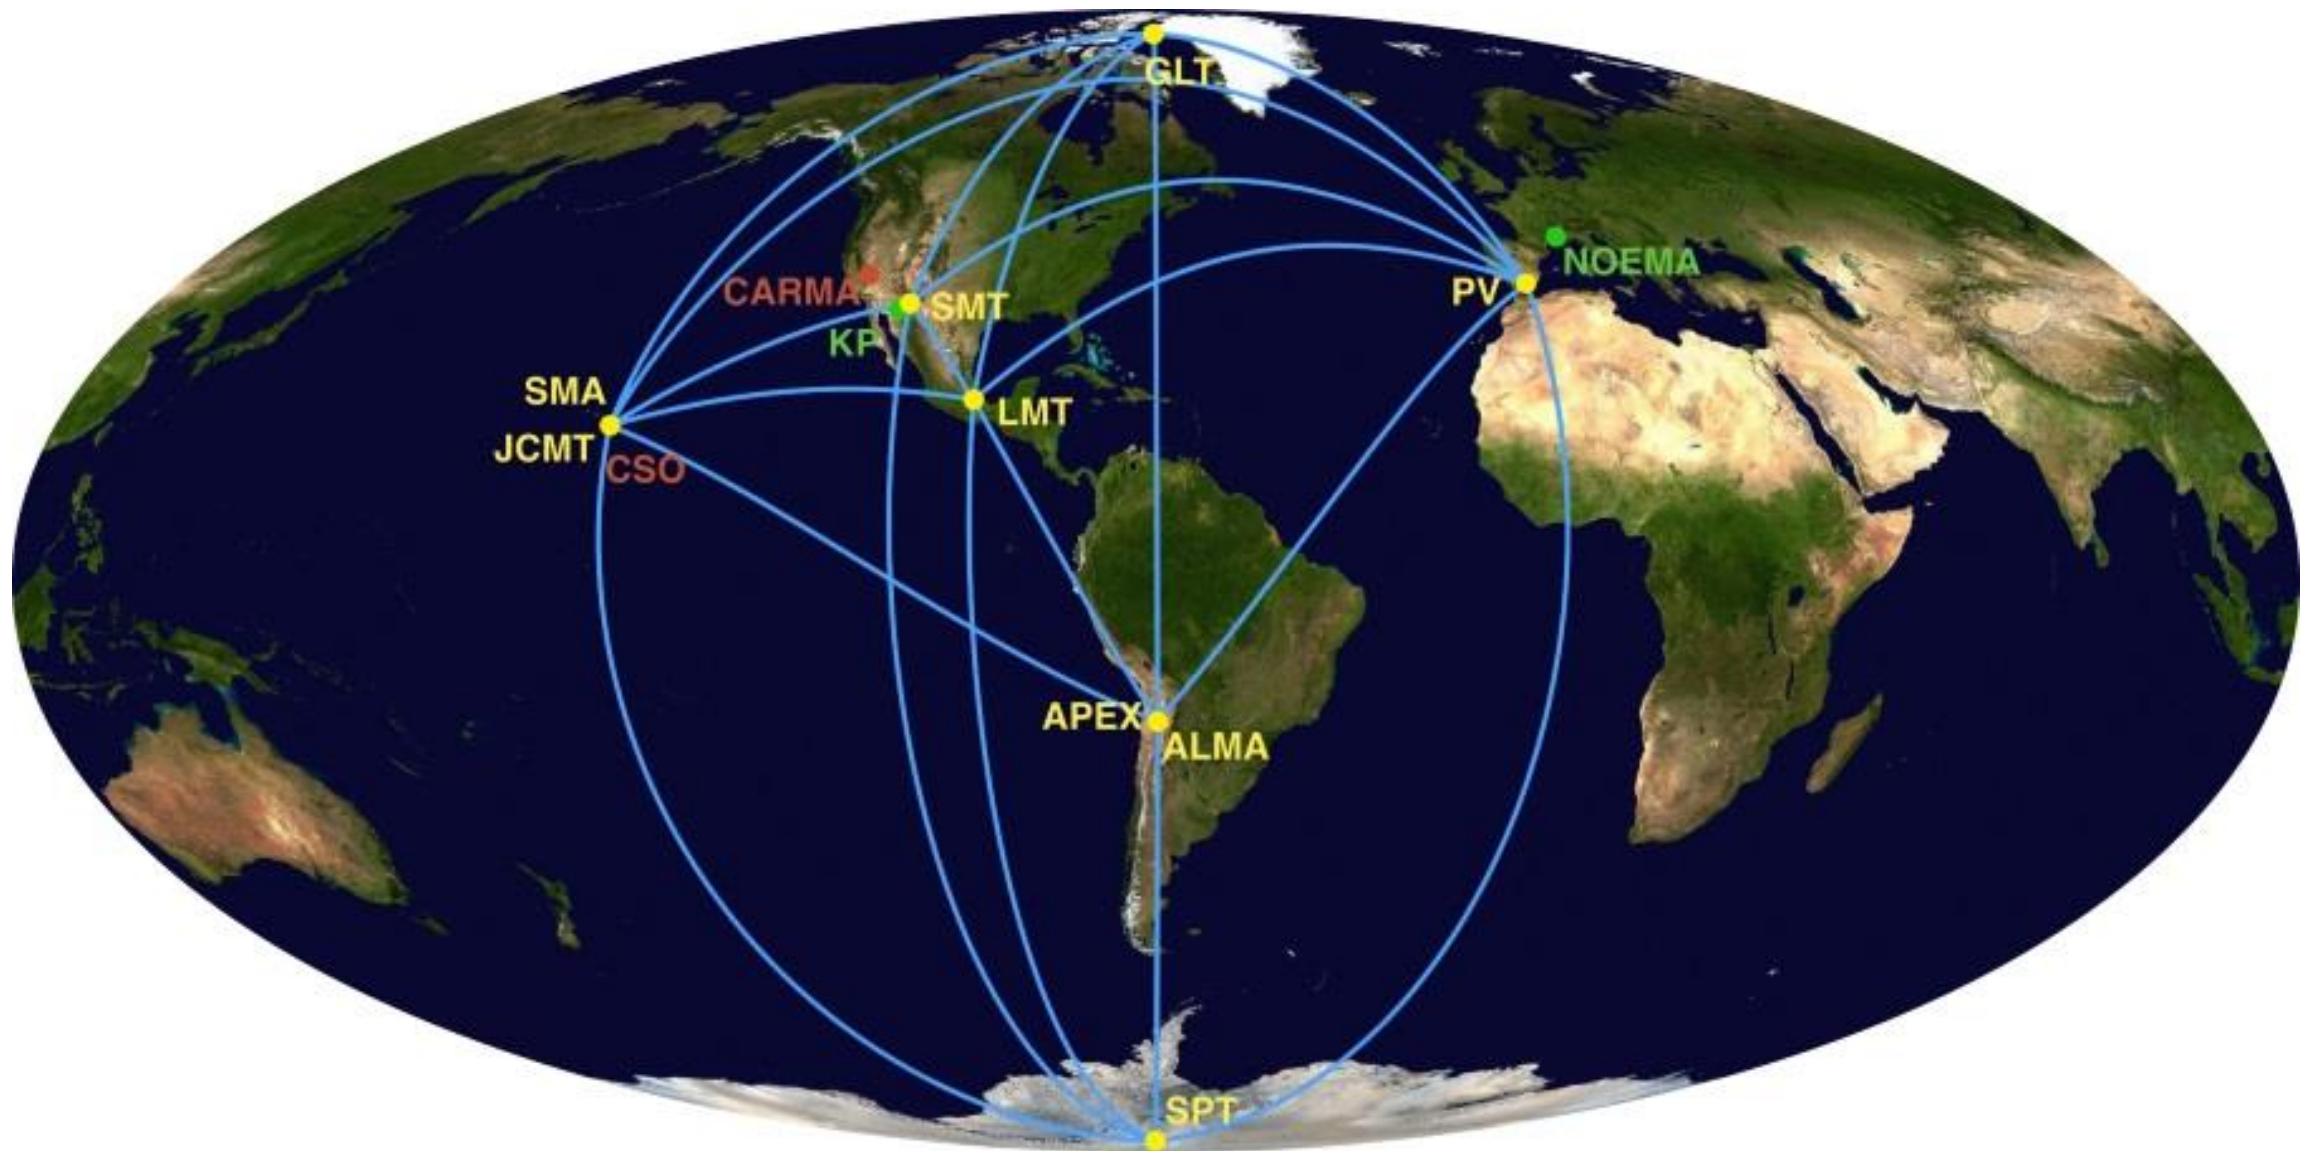 GLT
CARMA
SMT
KP
PV
NOEMA
SMA
JCMT
CSO
LMT
APEX
ALMA
SPT